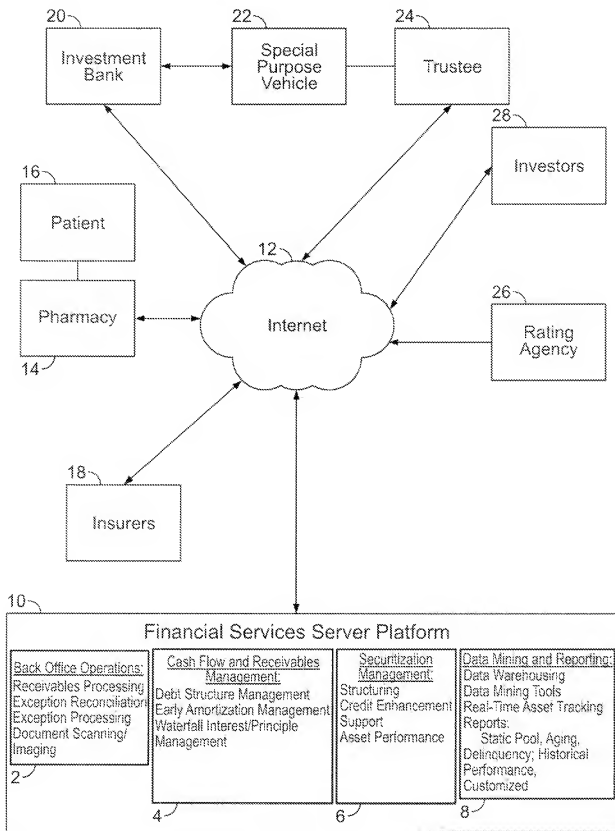 20
Investment
Bank
22
Special
Purpose
Vehicle
24
Trustee
28
Investors
16
Patient
12
Internet
Pharmacy
14
26
Rating
Agency
18
Insurers
10
Financial Services Server Platform
Back Office Operations:
Receivables Processing
Exception Reconciliation
Exception Processing
Document Scanning/
Imaging
2
Cash Flow and Receivables
Management:
Debt Structure Management
Early Amortization Management
Waterfall Interest/Principle
Management
4
Securitization
Management:
Structuring
Credit Enhancement
Support
Asset Performance
6
Data Mining and Reporting:
Data Warehousing
Data Mining Tools
Real-Time Asset Tracking
Reports:
Static Pool, Aging,
Delinquency; Historical
Performance,
Customized
8